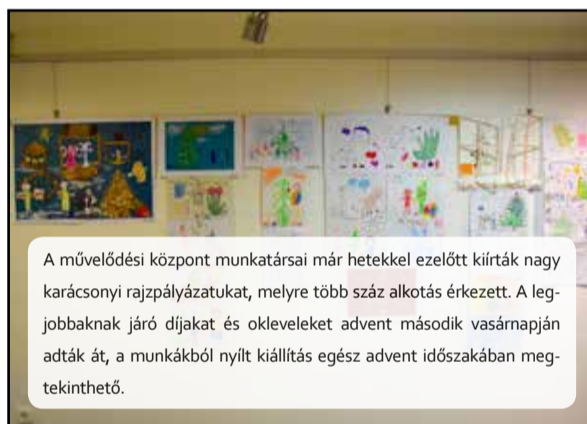 A művelődési központ munkatársai már hetekkel ezelőtt kiírták nagy
karácsonyi rajzpályázatukat, melyre több száz alkotás érkezett. A leg-
jobbaknak járó díjakat és okleveleket advent második vasárnapján
adták át, a munkákból nyílt kiállítás egész advent időszakában meg-
tekinthető.